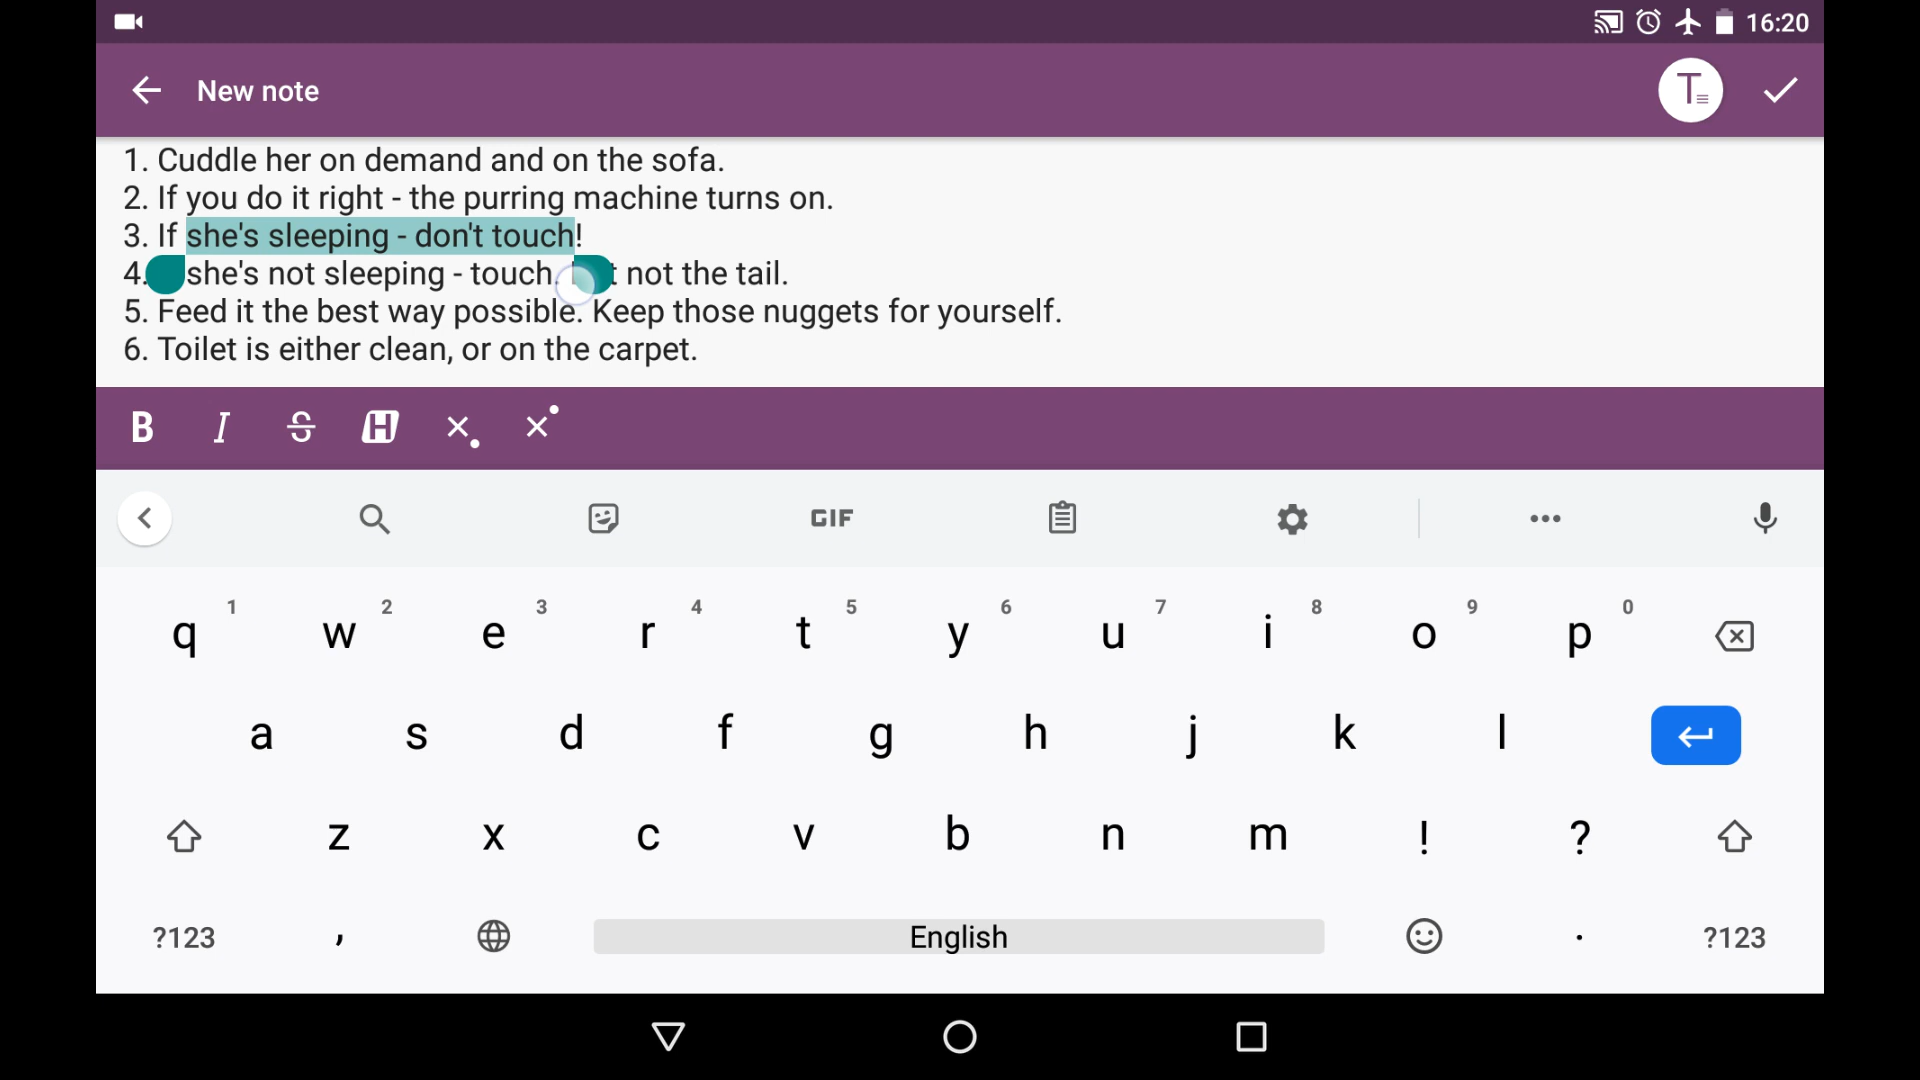 16:20
New note
T
1. Cuddle her on demand and on the sofa.
2. If you do it right - the purring machine turns on.
3. If she's sleeping - don't touch!
4. she's not sleeping - touch. not the tail.
5. Feed it the best way possible. Keep those nuggets for yourself.
6. Toilet is either clean, or on the carpet.
B I S H × ×
GIF
1 2 3 4 5 6 7 8 9 0
q w e r t y u i o p
a s d f g h j k l
z x c v b n m ! ?
?123 , English . ?123